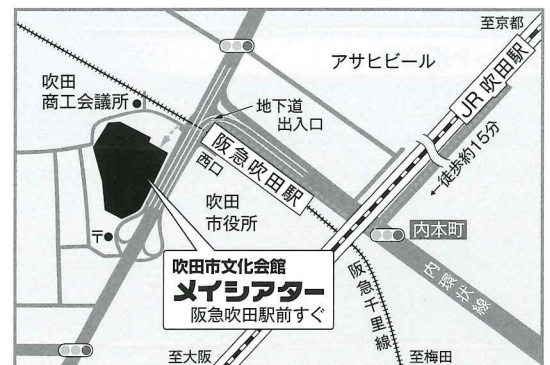 至京都
アサヒビール
JR吹田駅
吹田
商工会議所
地下道
出入口
阪急吹田駅
西口
←徒歩約15分
吹田
市役所
〒
内本町
吹田市文化会館
メイシアター
阪急吹田駅前すぐ
内環状線
阪急千里線
至大阪
至梅田